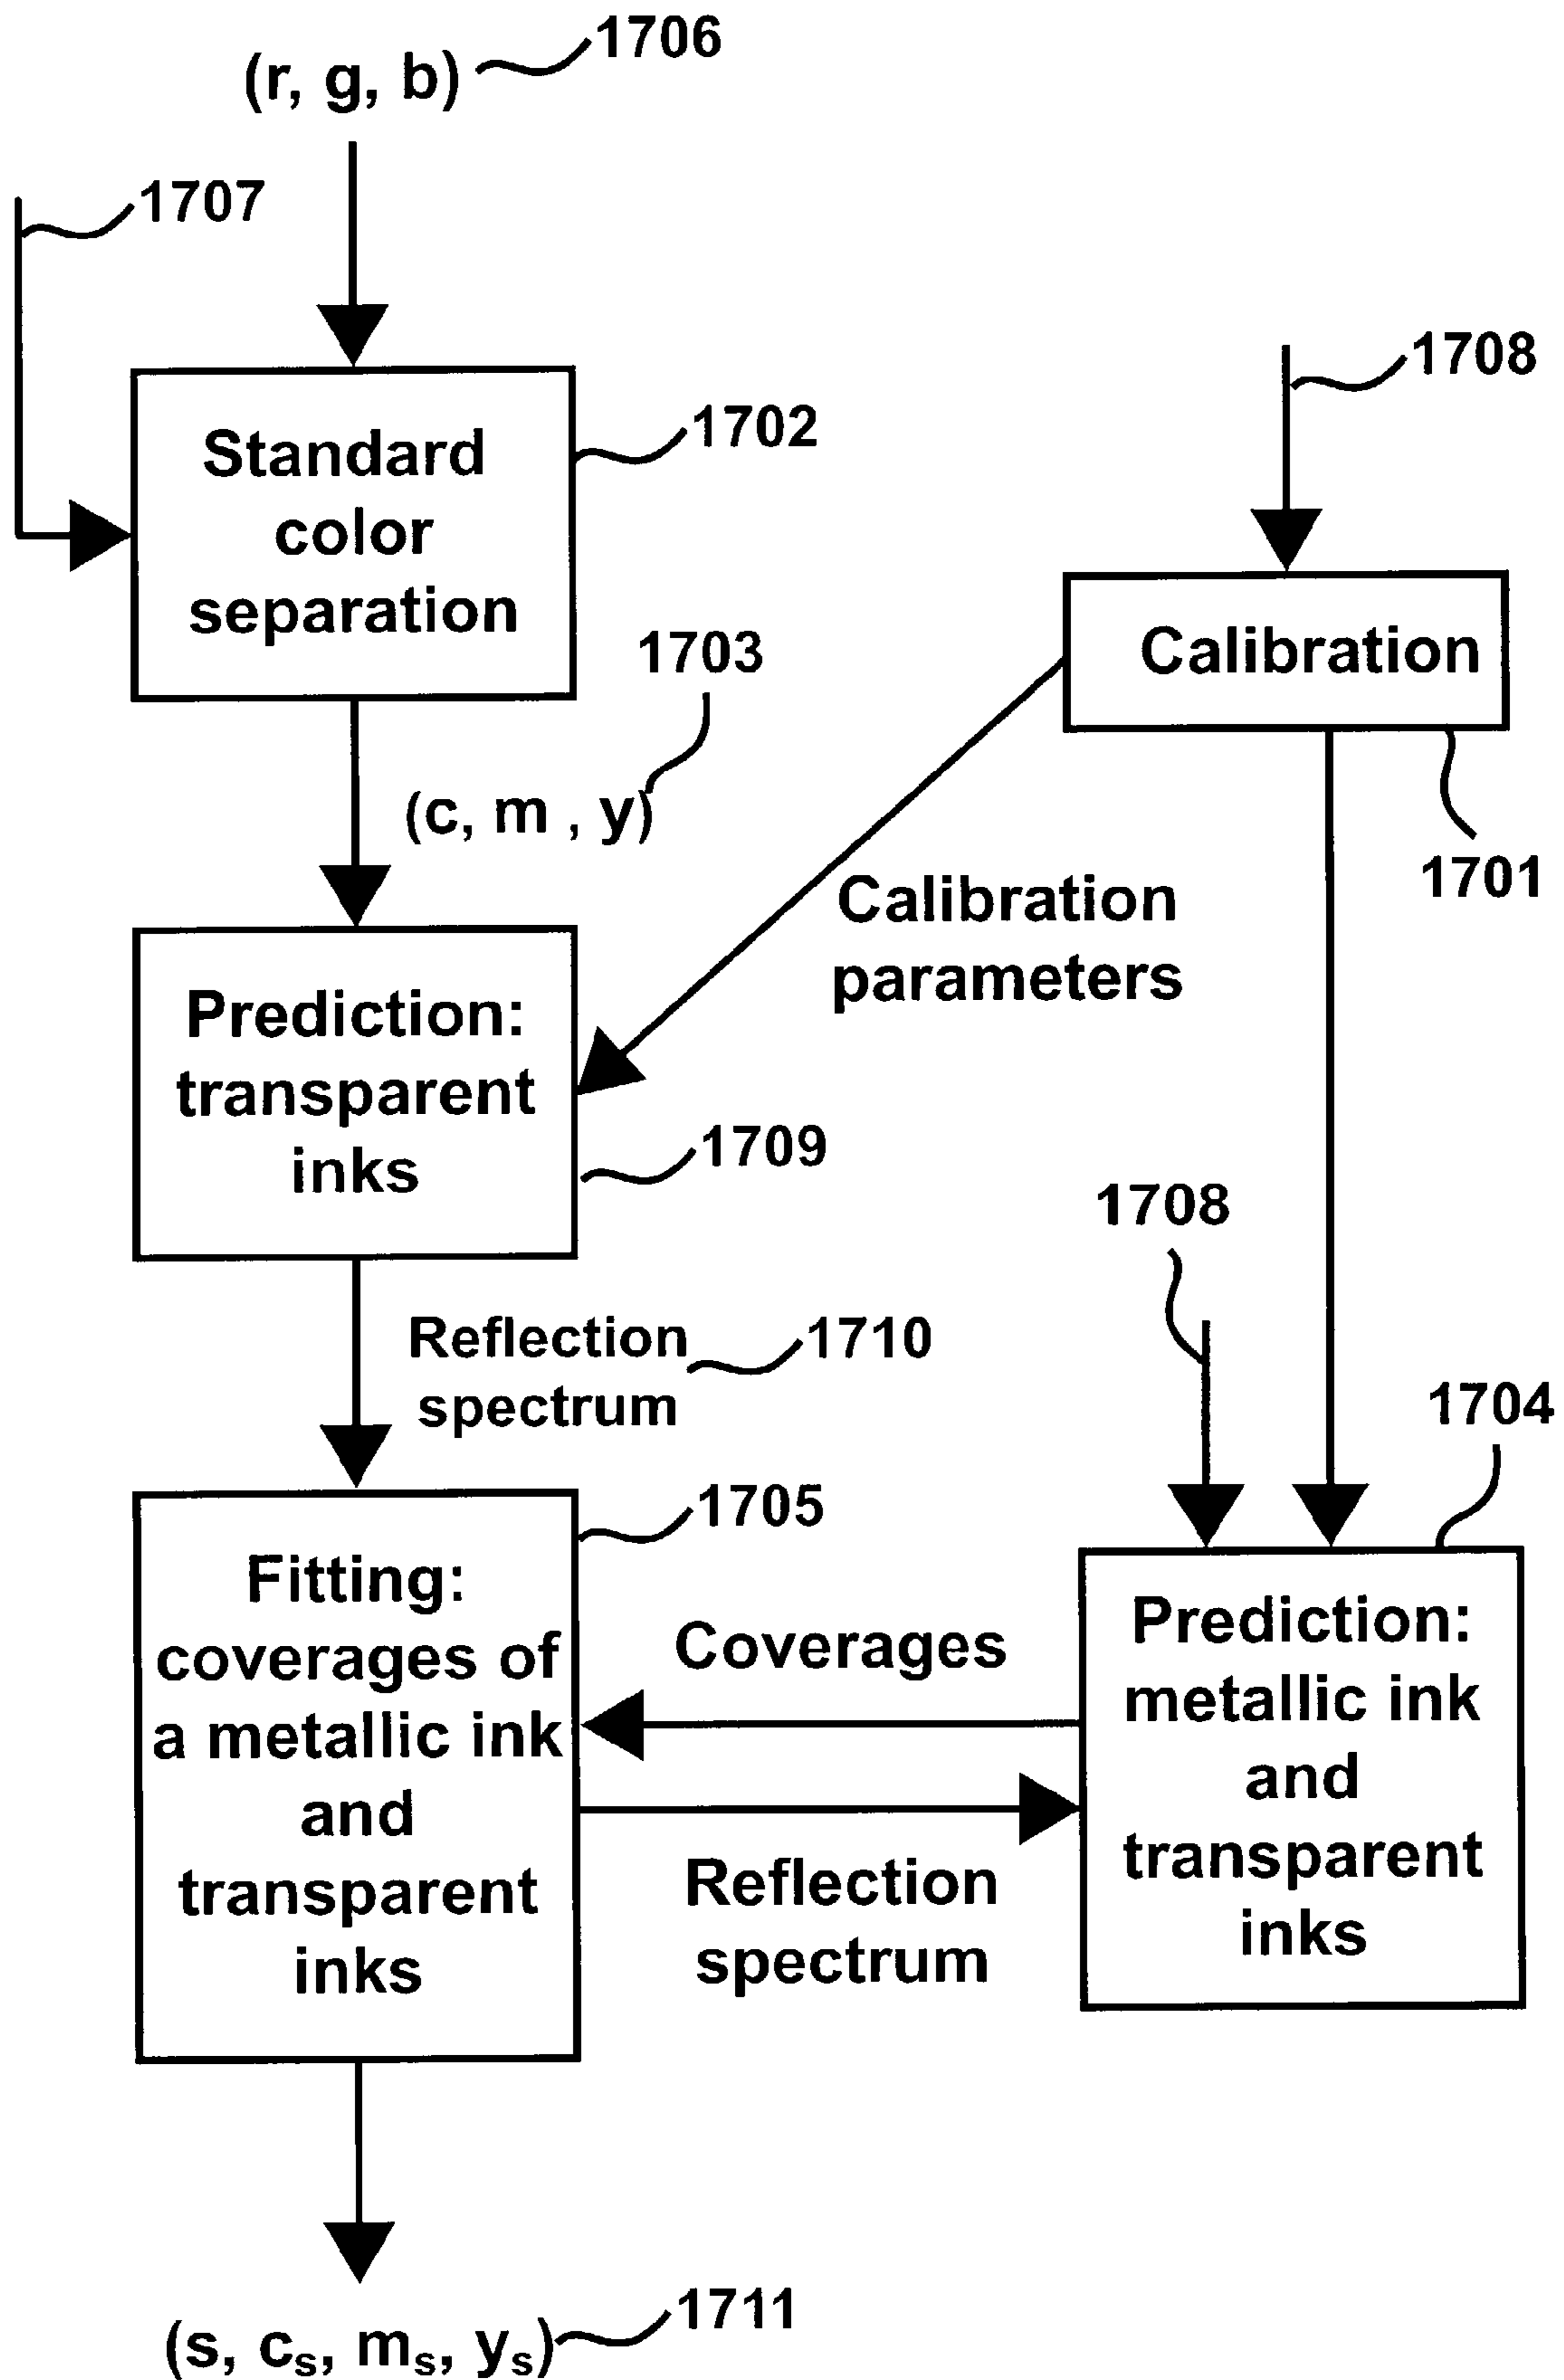 1706
(r, g, b)
1707
1708
Standard
color
separation
1702
Calibration
1703
1701
(c, m , y)
Calibration
parameters
Prediction:
transparent
inks
1709
1708
Reflection
spectrum
1710
1704
1705
Fitting:
coverages of
a metallic ink
and
transparent
inks
Coverages
Reflection
spectrum
Prediction:
metallic ink
and
transparent
inks
1711
(s, cₛ, mₛ, yₛ)